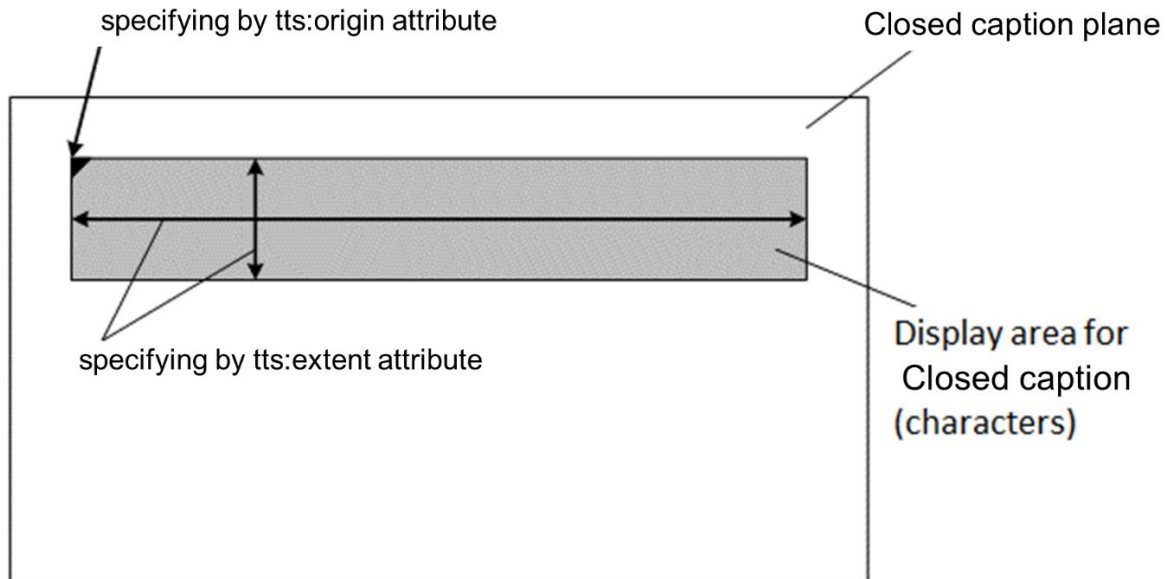 specifying by tts:origin attribute
Closed caption plane
specifying by tts:extent attribute
Display area for
Closed caption
(characters)